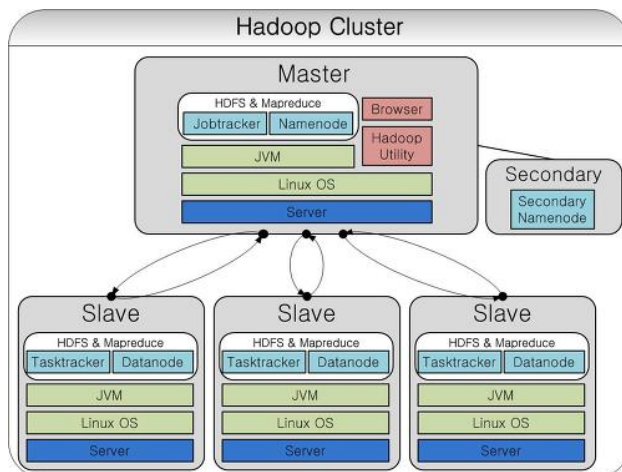 Hadoop Cluster
Master
HDFS & Mapreduce
Jobtracker Namenode
Browser
Hadoop
Utility
JVM
Linux OS
Server
Secondary
Secondary
Namenode
Slave
HDFS & Mapreduce
Tasktracker Datanode
JVM
Linux OS
Server
Slave
HDFS & Mapreduce
Tasktracker Datanode
JVM
Linux OS
Server
Slave
HDFS & Mapreduce
Tasktracker Datanode
JVM
Linux OS
Server